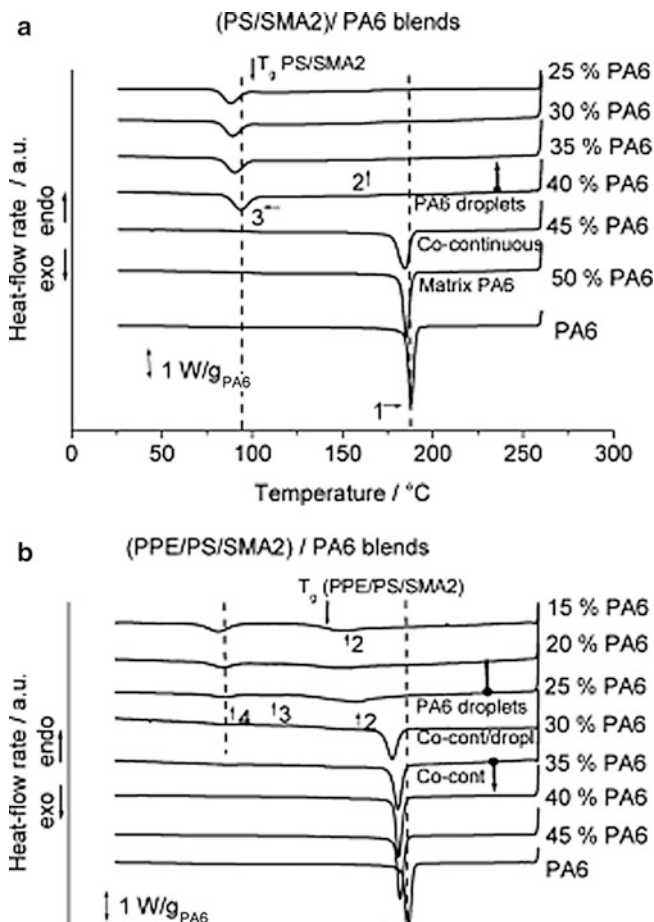 a
(PS/SMA2)/ PA6 blends
Tg PS/SMA2
25 % PA6
30 % PA6
35 % PA6
2
40 % PA6
PA6 droplets
3
45 % PA6
Co-continuous
Matrix PA6
50 % PA6
PA6
1 W/gPA6
1
Heat-flow rate / a.u.
exo endo
0 50 100 150 200 250 300
Temperature / °C
b
(PPE/PS/SMA2) / PA6 blends
Tg (PPE/PS/SMA2)
15 % PA6
2
20 % PA6
25 % PA6
PA6 droplets
4 3 2
30 % PA6
Co-cont/dropl.
35 % PA6
Co-cont
40 % PA6
45 % PA6
PA6
1 W/gPA6
Heat-flow rate / a.u.
exo endo